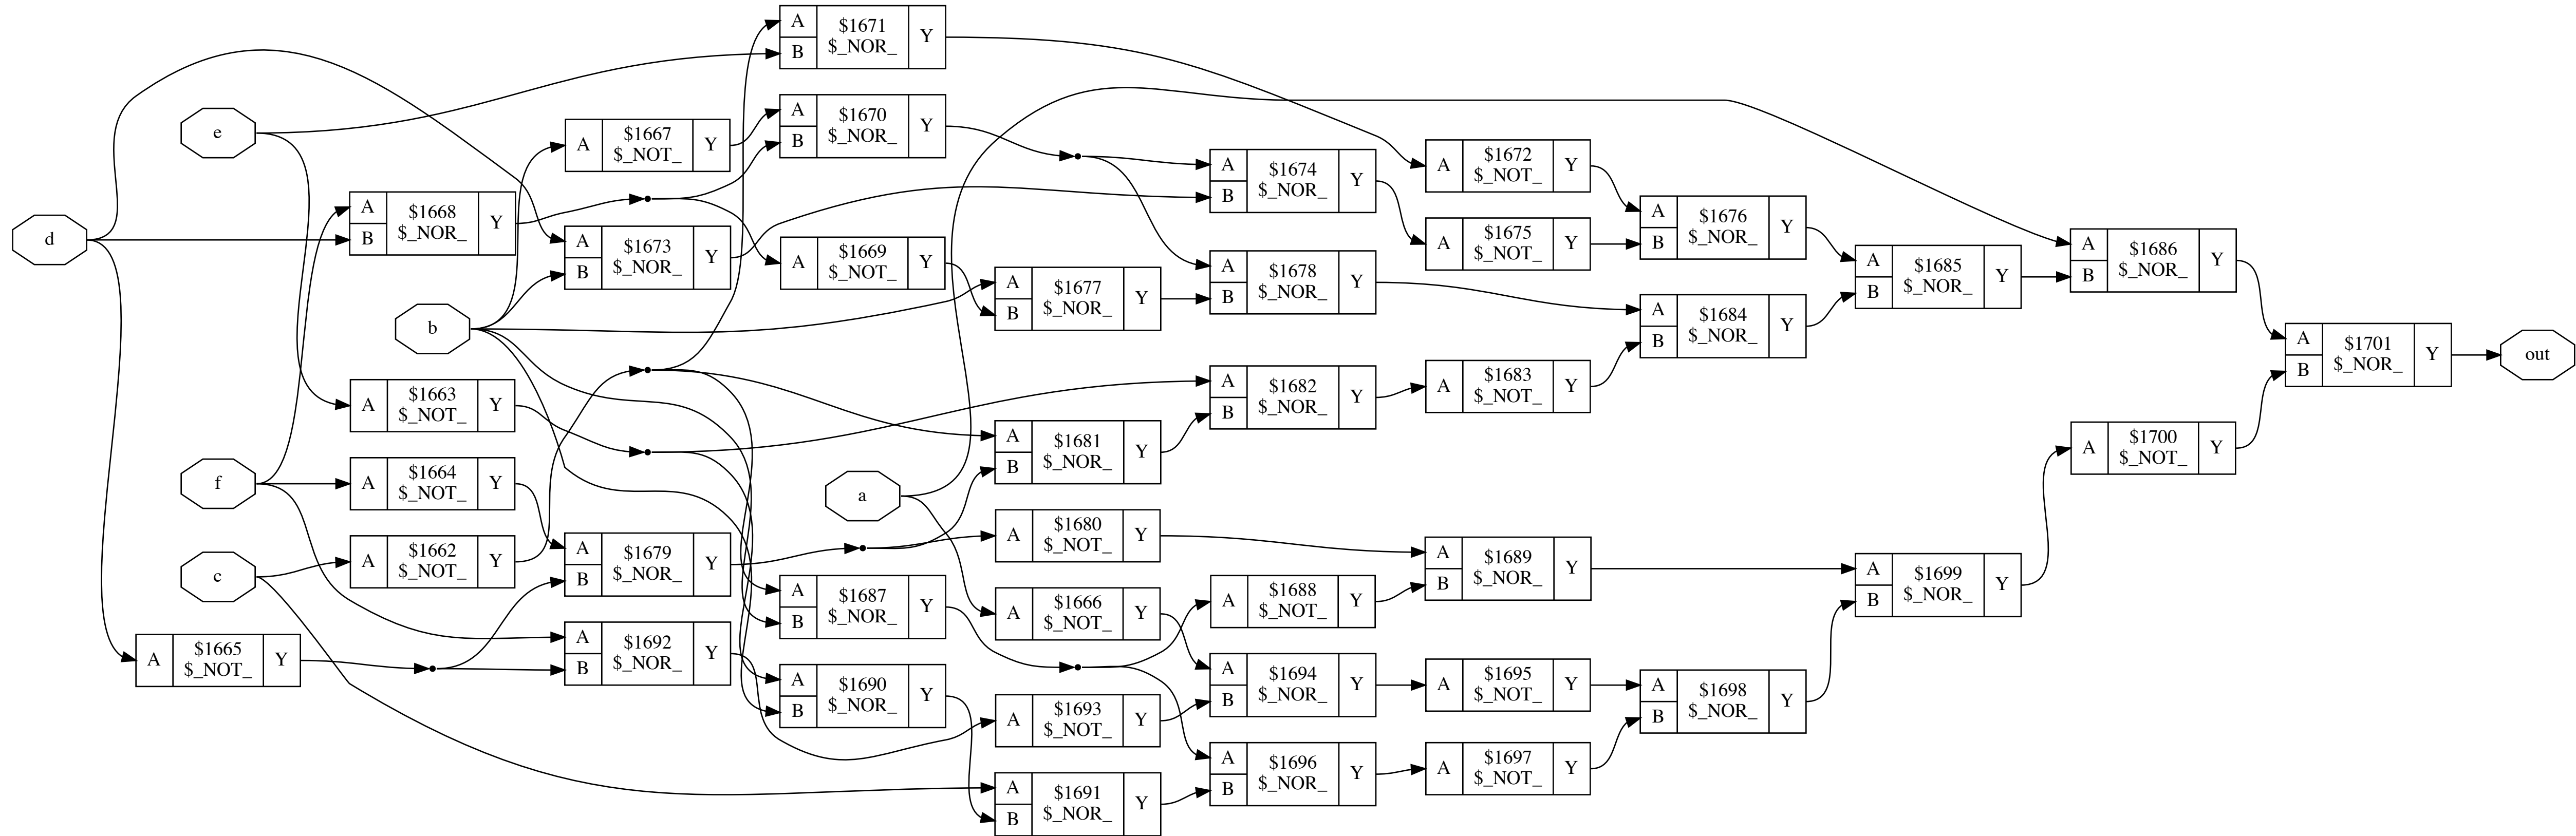 A
B
$1671
$_NOR_
Y
e
A
$1667
$_NOT_
Y
A
B
$1670
$_NOR_
Y
d
A
B
$1668
$_NOR_
Y
A
B
$1673
$_NOR_
Y
A
$1669
$_NOT_
Y
A
B
$1674
$_NOR_
Y
A
$1672
$_NOT_
Y
A
$1675
$_NOT_
Y
A
B
$1676
$_NOR_
Y
b
A
B
$1677
$_NOR_
Y
A
B
$1678
$_NOR_
Y
A
B
$1684
$_NOR_
Y
A
B
$1685
$_NOR_
Y
A
B
$1686
$_NOR_
Y
A
B
$1701
$_NOR_
Y
out
A
$1663
$_NOT_
Y
A
B
$1682
$_NOR_
Y
A
$1683
$_NOT_
Y
f
A
$1664
$_NOT_
Y
A
B
$1681
$_NOR_
Y
a
A
$1700
$_NOT_
Y
c
A
$1662
$_NOT_
Y
A
B
$1679
$_NOR_
Y
A
$1680
$_NOT_
Y
A
B
$1689
$_NOR_
Y
A
B
$1687
$_NOR_
Y
A
$1666
$_NOT_
Y
A
$1688
$_NOT_
Y
A
B
$1699
$_NOR_
Y
A
$1665
$_NOT_
Y
A
B
$1692
$_NOR_
Y
A
B
$1690
$_NOR_
Y
A
$1693
$_NOT_
Y
A
B
$1694
$_NOR_
Y
A
$1695
$_NOT_
Y
A
B
$1698
$_NOR_
Y
A
B
$1691
$_NOR_
Y
A
B
$1696
$_NOR_
Y
A
$1697
$_NOT_
Y